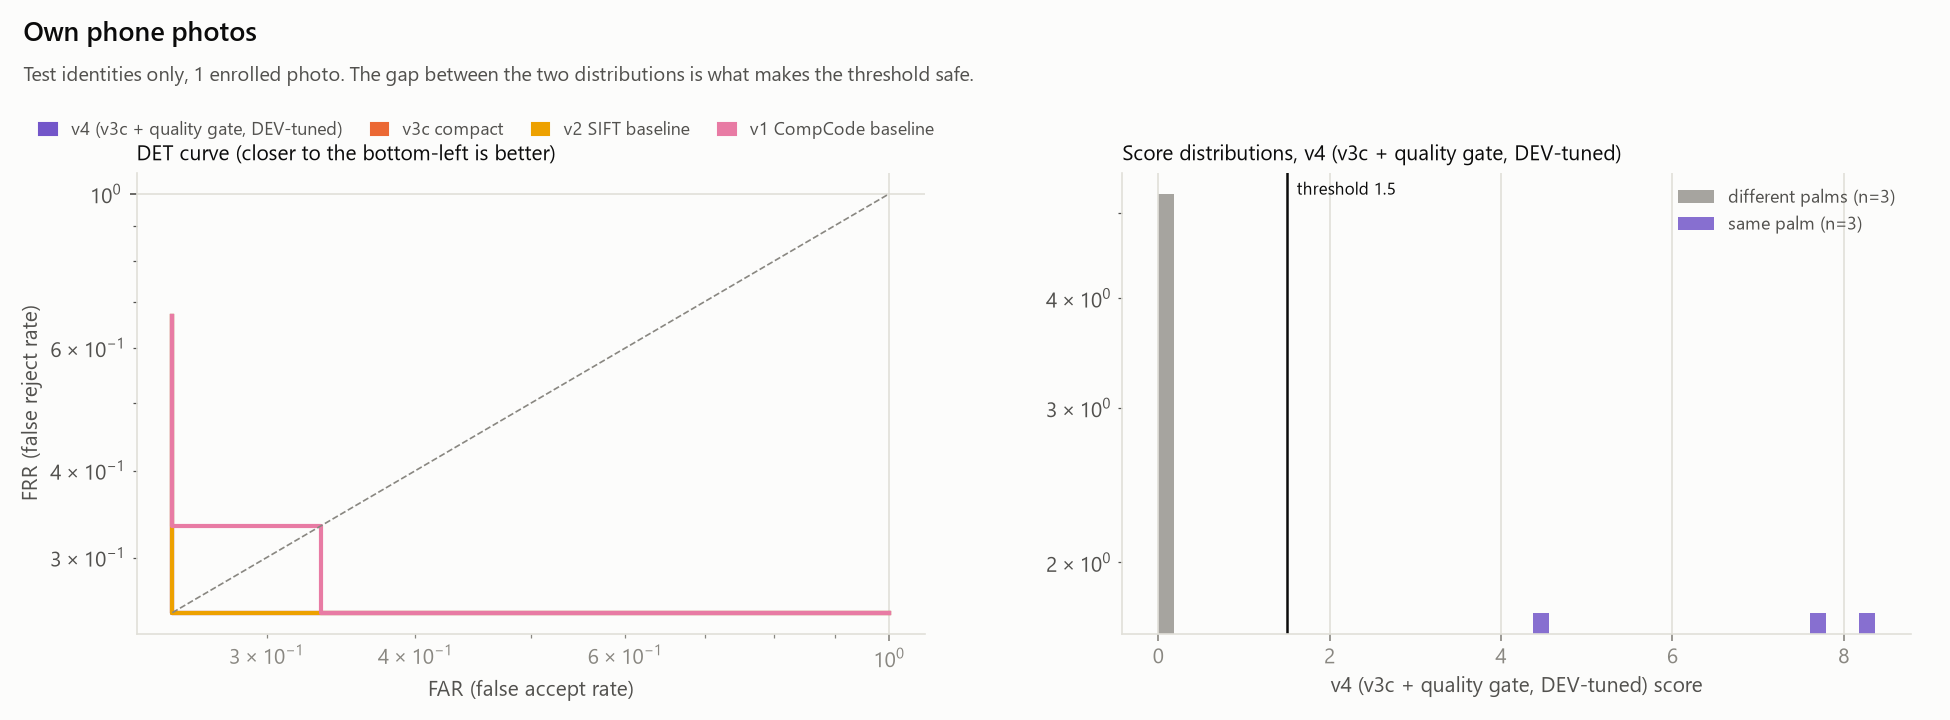 Own phone photos
Test identities only, 1 enrolled photo. The gap between the two distributions is what makes the threshold safe.
v4 (v3c + quality gate, DEV-tuned)
v3c compact
v2 SIFT baseline
v1 CompCode baseline
DET curve (closer to the bottom-left is better)
10⁰
6 × 10⁻¹
4 × 10⁻¹
3 × 10⁻¹
FRR (false reject rate)
3 × 10⁻¹
4 × 10⁻¹
6 × 10⁻¹
10⁰
FAR (false accept rate)
Score distributions, v4 (v3c + quality gate, DEV-tuned)
threshold 1.5
different palms (n=3)
same palm (n=3)
4 × 10⁰
3 × 10⁰
2 × 10⁰
0
2
4
6
8
v4 (v3c + quality gate, DEV-tuned) score